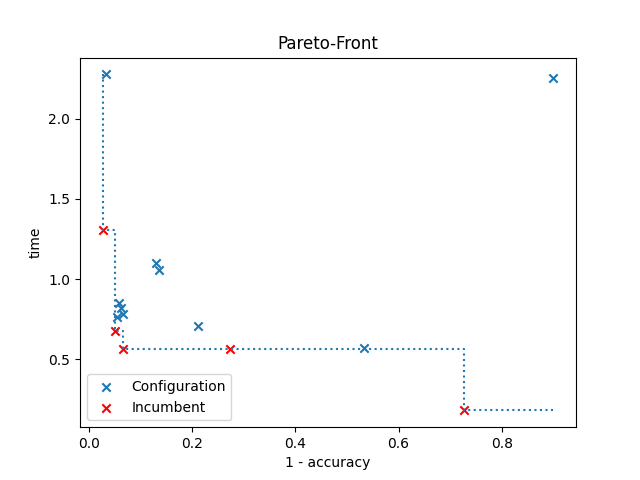 Pareto-Front
time
2.0
1.5
1.0
0.5
Configuration
Incumbent
0.0 0.2 0.4 0.6 0.8
1 - accuracy